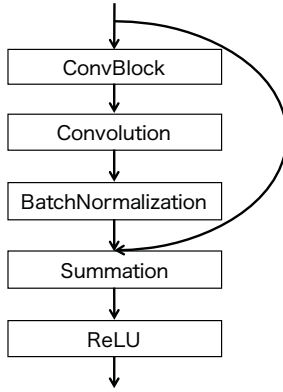 ConvBlock
Convolution
BatchNormalization
Summation
ReLU